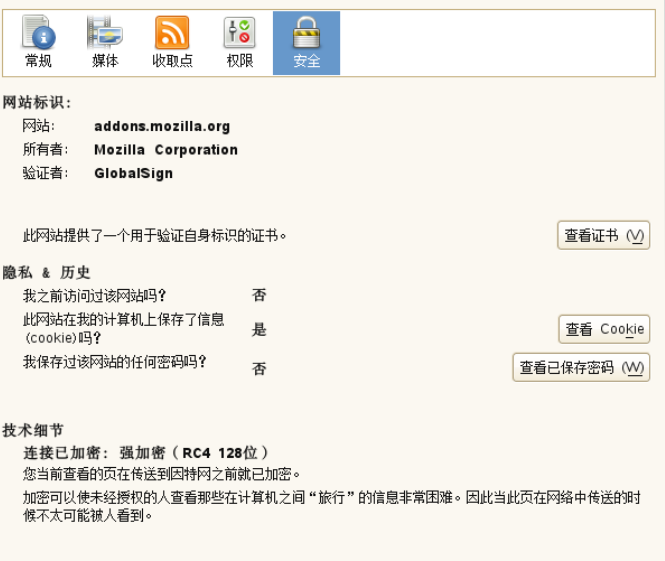 常规 媒体 收取点 权限 安全
网站标识:
网站: addons.mozilla.org
所有者: Mozilla Corporation
验证者: GlobalSign
此网站提供了一个用于验证自身标识的证书。 查看证书 (V)
隐私 & 历史
我之前访问过该网站吗? 否
此网站在我的计算机上保存了信息
(cookie)吗? 是 查看 Cookie
我保存过该网站的任何密码吗? 否 查看已保存密码 (W)
技术细节
连接已加密: 强加密（RC4 128位）
您当前查看的页在传送到因特网之前就已加密。
加密可以使未经授权的人查看那些在计算机之间“旅行”的信息非常困难。因此当此页在网络中传送的时
候不太可能被人看到。